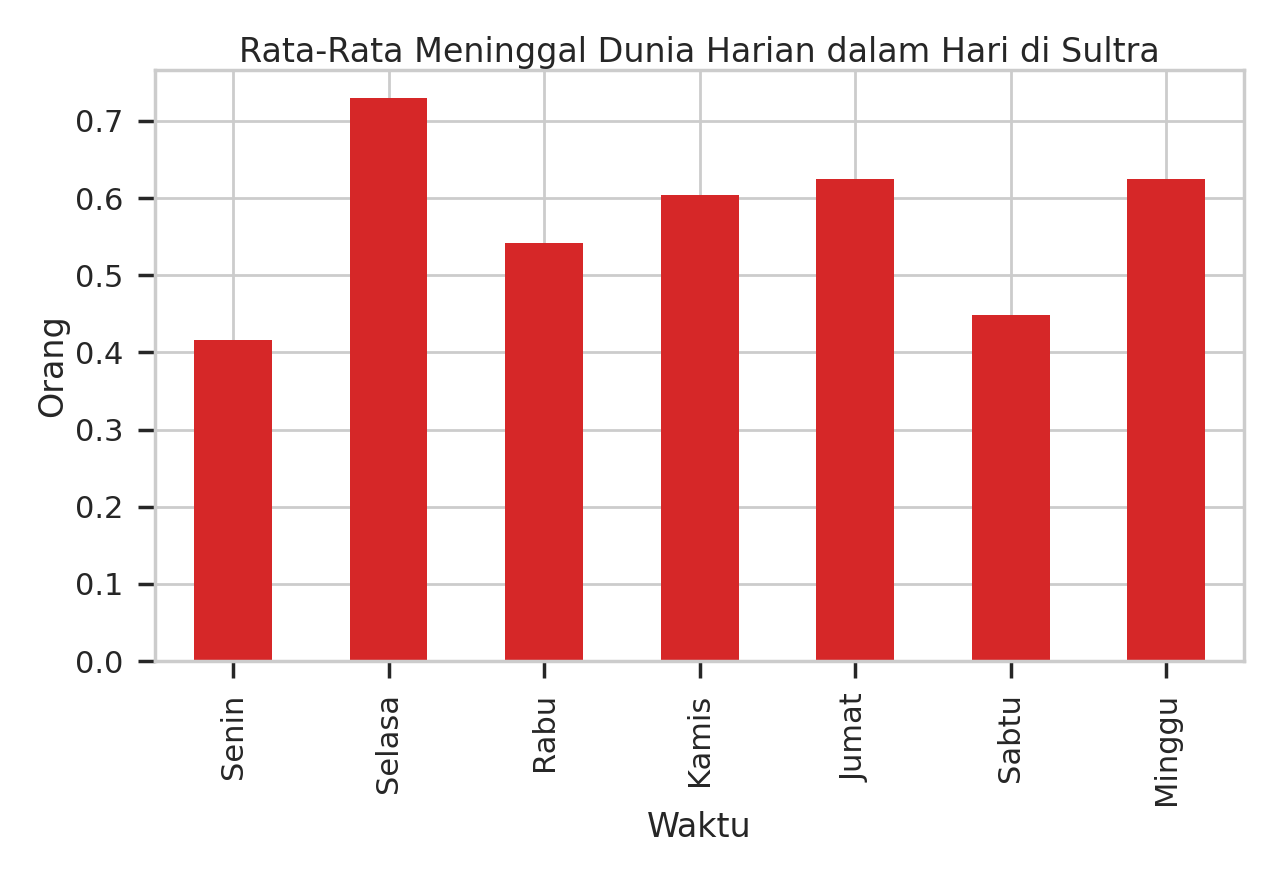 Rata-Rata Meninggal Dunia Harian dalam Hari di Sultra
0.7
0.6
0.5
0.4
0.3
0.2
0.1
0.0
Orang
Senin
Selasa
Rabu
Kamis
Jumat
Sabtu
Minggu
Waktu